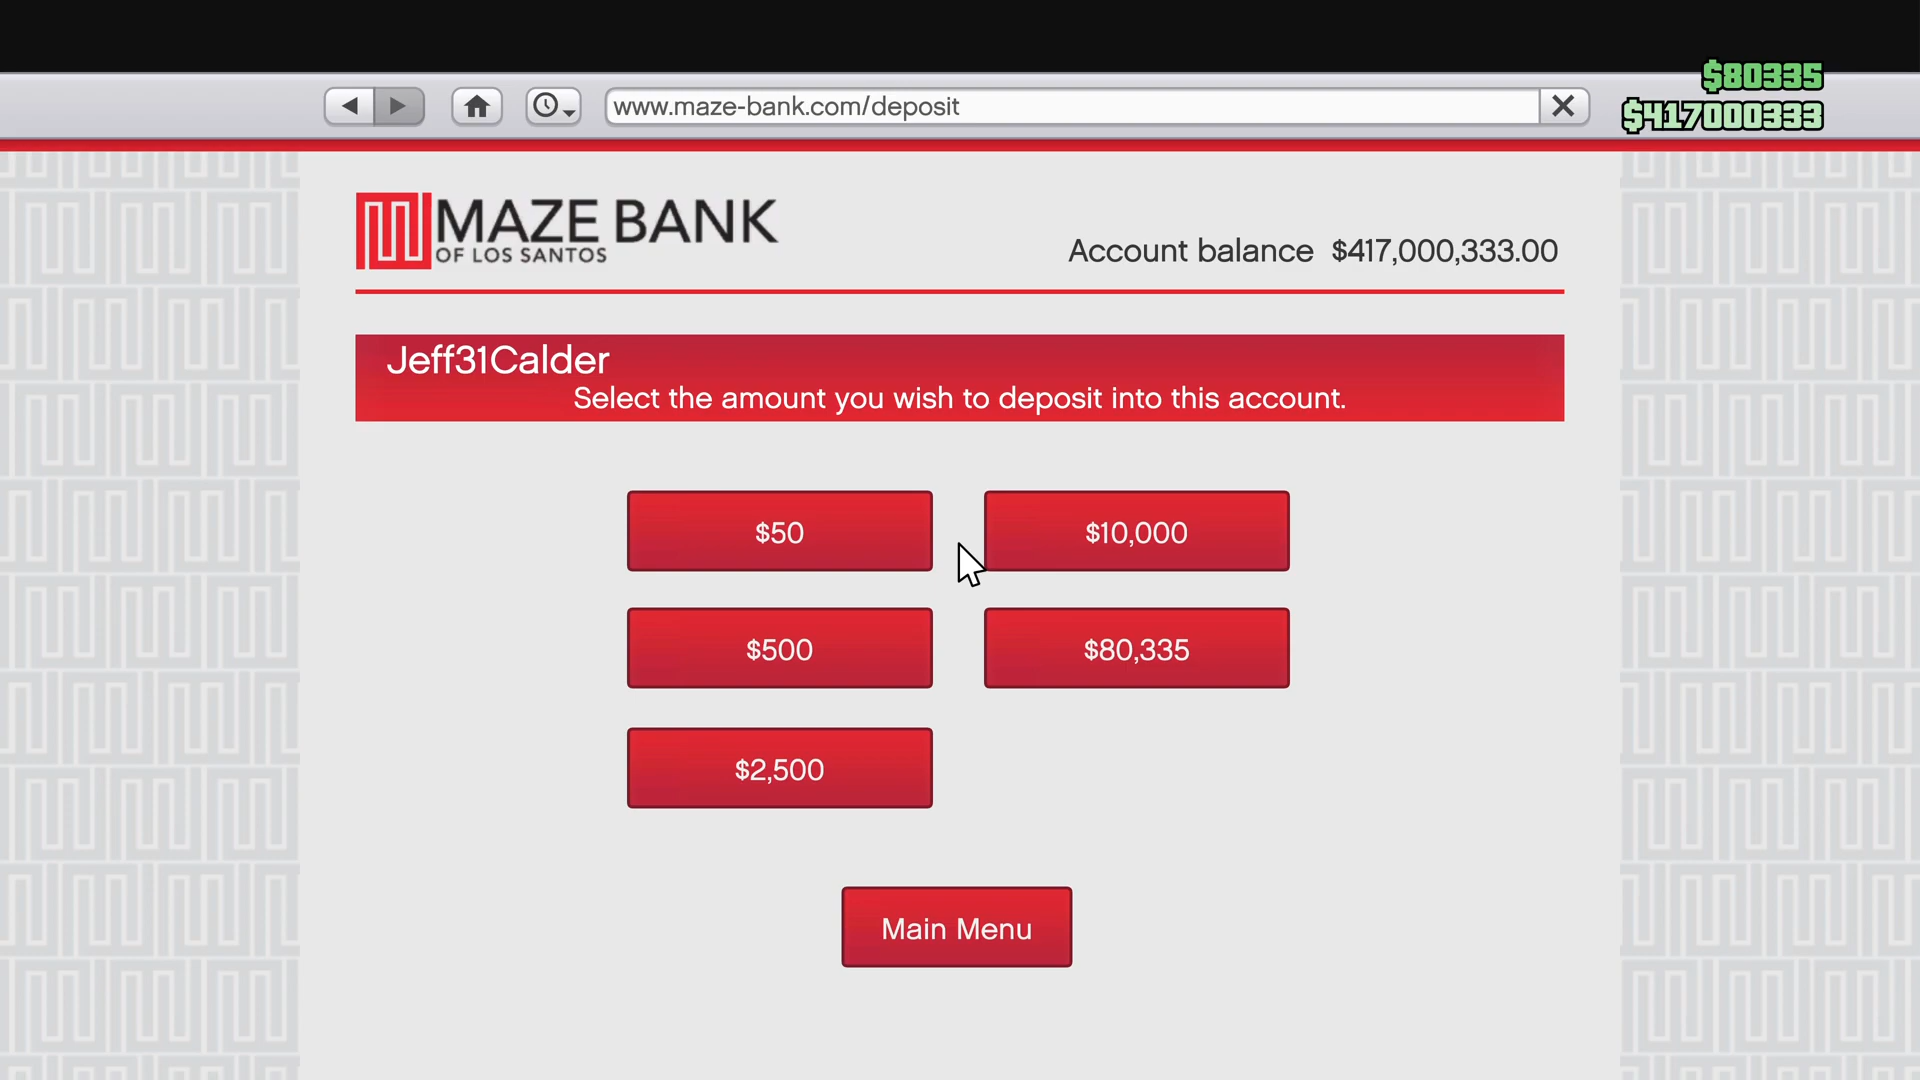 $80335
www.maze-bank.com/deposit
$417000333
MAZE BANK
OF LOS SANTOS
Account balance $417,000,333.00
Jeff31Calder
Select the amount you wish to deposit into this account.
$50
$10,000
$500
$80,335
$2,500
Main Menu